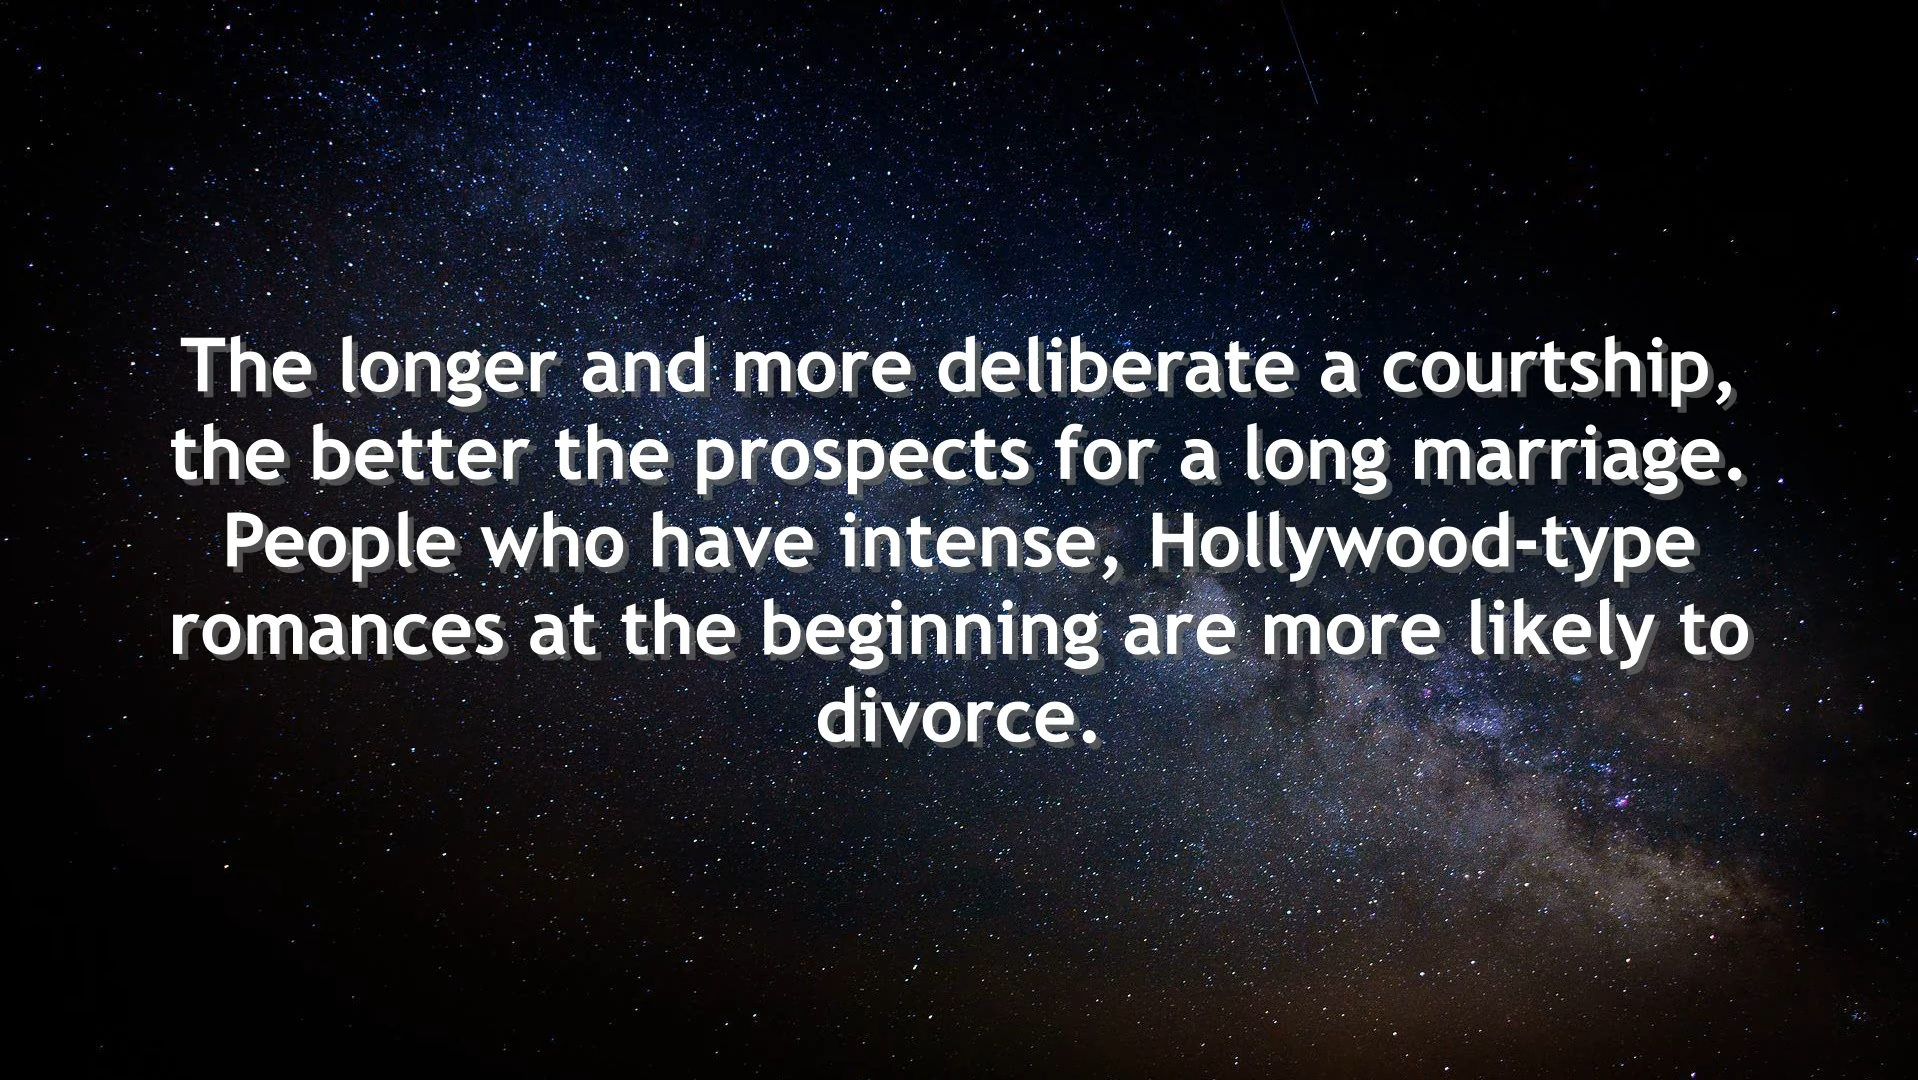 The longer and more deliberate a courtship,
the better the prospects for a long marriage.
People who have intense, Hollywood-type
romances at the beginning are more likely to
divorce.